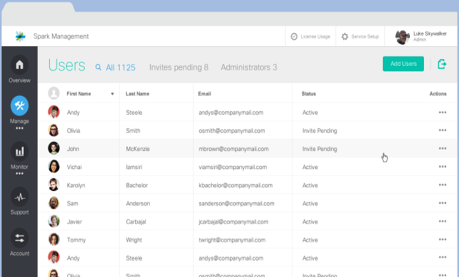 Spark Management
License Usage
Service Setup
Luke Skywalker
Admin
Users All 1125 Invites pending 8 Administrators 3 Add Users
First Name Last Name Email Status Actions
Andy Steele andys@companymail.com Active
Olivia Smith osmith@companymail.com Invite Pending
John McKenzie mbrown@companymail.com Invite Pending
Vichai Iamsiri viamsiri@companymail.com Active
Karolyn Bachelor kbachelor@companymail.com Active
Sam Anderson sanderson@companymail.com Active
Javier Carbajal jcarbajal@companymail.com Active
Tommy Wright twright@companymail.com Active
Andy Steele andys@companymail.com Active
Olivia Smith osmith@companymail.com Invite Pending
Overview
Manage
Monitor
Support
Account